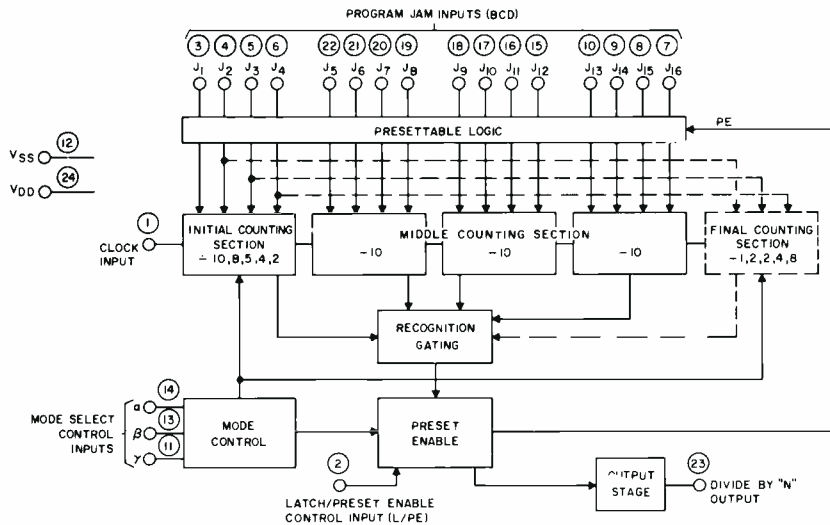 PROGRAM JAM INPUTS (BCD)
3 4 5 6 22 21 20 19 18 17 16 15 10 9 8 7
J1 J2 J3 J4 J5 J6 J7 J8 J9 J10 J11 J12 J13 J14 J15 J16
PRESETTABLE LOGIC
PE
12
VSS
24
VDD
1
CLOCK
INPUT
INITIAL COUNTING
SECTION
÷ 10,8,5,4,2
MIDDLE COUNTING SECTION
-10 -10 -10
FINAL COUNTING
SECTION
-1,2,2,4,8
RECOGNITION
GATING
MODE SELECT
CONTROL
INPUTS
14
α
13
β
11
γ
MODE
CONTROL
PRESET
ENABLE
2
LATCH/PRESET ENABLE
CONTROL INPUT (L/PE)
OUTPUT
STAGE
23
DIVIDE BY "N"
OUTPUT